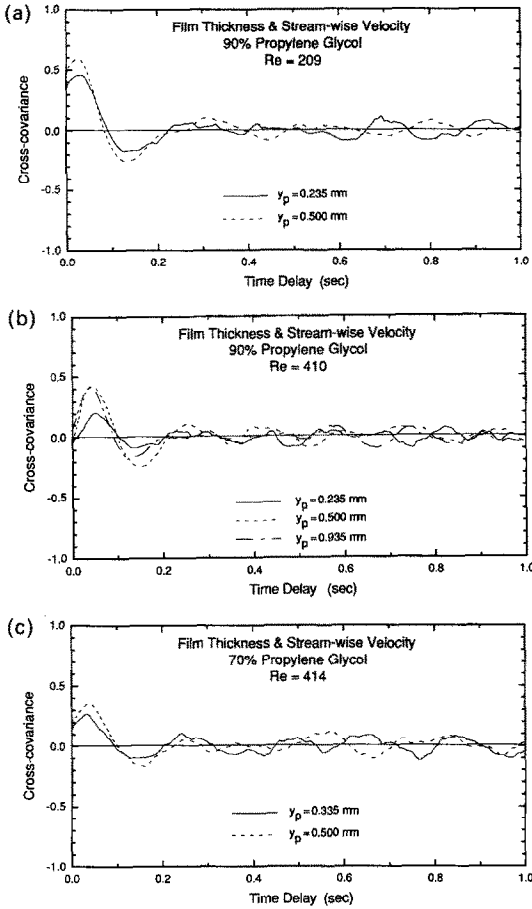 (a)
Film Thickness & Stream-wise Velocity
90% Propylene Glycol
Re = 209
1.0
0.5
0.0
-0.5
-1.0
Cross-covariance
y_p=0.235 mm
y_p=0.500 mm
0.0 0.2 0.4 0.6 0.8 1.0
Time Delay (sec)
(b)
Film Thickness & Stream-wise Velocity
90% Propylene Glycol
Re = 410
1.0
0.5
0.0
-0.5
-1.0
Cross-covariance
y_p=0.235 mm
y_p=0.500 mm
y_p=0.935 mm
0.0 0.2 0.4 0.6 0.8 1.0
Time Delay (sec)
(c)
Film Thickness & Stream-wise Velocity
70% Propylene Glycol
Re = 414
1.0
0.5
0.0
-0.5
-1.0
Cross-covariance
y_p=0.335 mm
y_p=0.500 mm
0.0 0.2 0.4 0.6 0.8 1.0
Time Delay (sec)